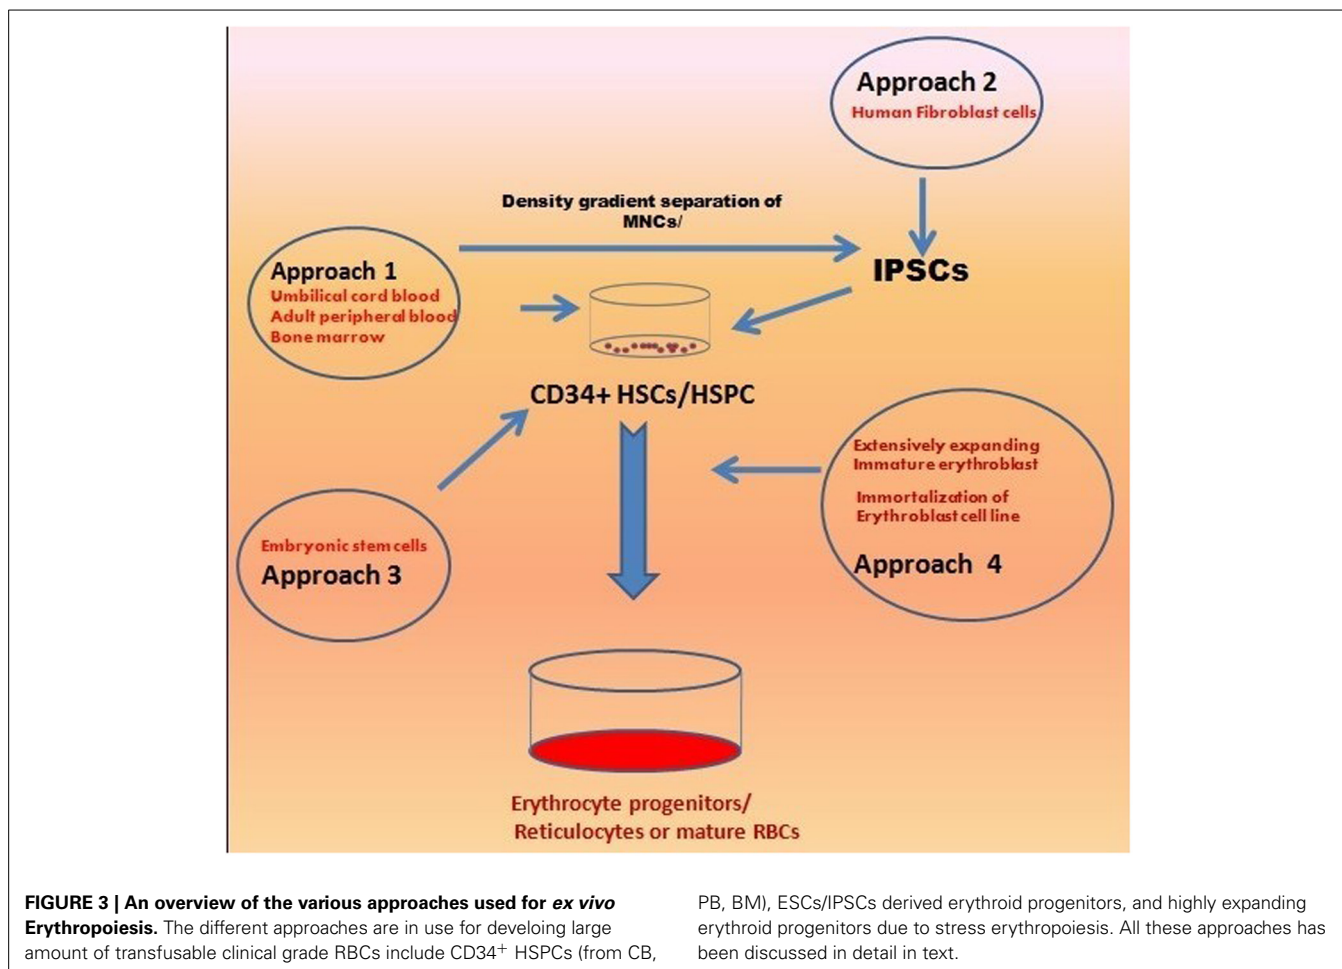 Approach 2
Human Fibroblast cells
Density gradient separation of
MNCs/
IPSCs
Approach 1
Umbilical cord blood
Adult peripheral blood
Bone marrow
CD34+ HSCs/HSPC
Extensively expanding
Immature erythroblast
Immortalization of
Erythroblast cell line
Approach 4
Embryonic stem cells
Approach 3
Erythrocyte progenitors/
Reticulocytes or mature RBCs
FIGURE 3 | An overview of the various approaches used for ex vivo
Erythropoiesis. The different approaches are in use for develoing large
amount of transfusable clinical grade RBCs include CD34+ HSPCs (from CB,
PB, BM), ESCs/IPSCs derived erythroid progenitors, and highly expanding
erythroid progenitors due to stress erythropoiesis. All these approaches has
been discussed in detail in text.